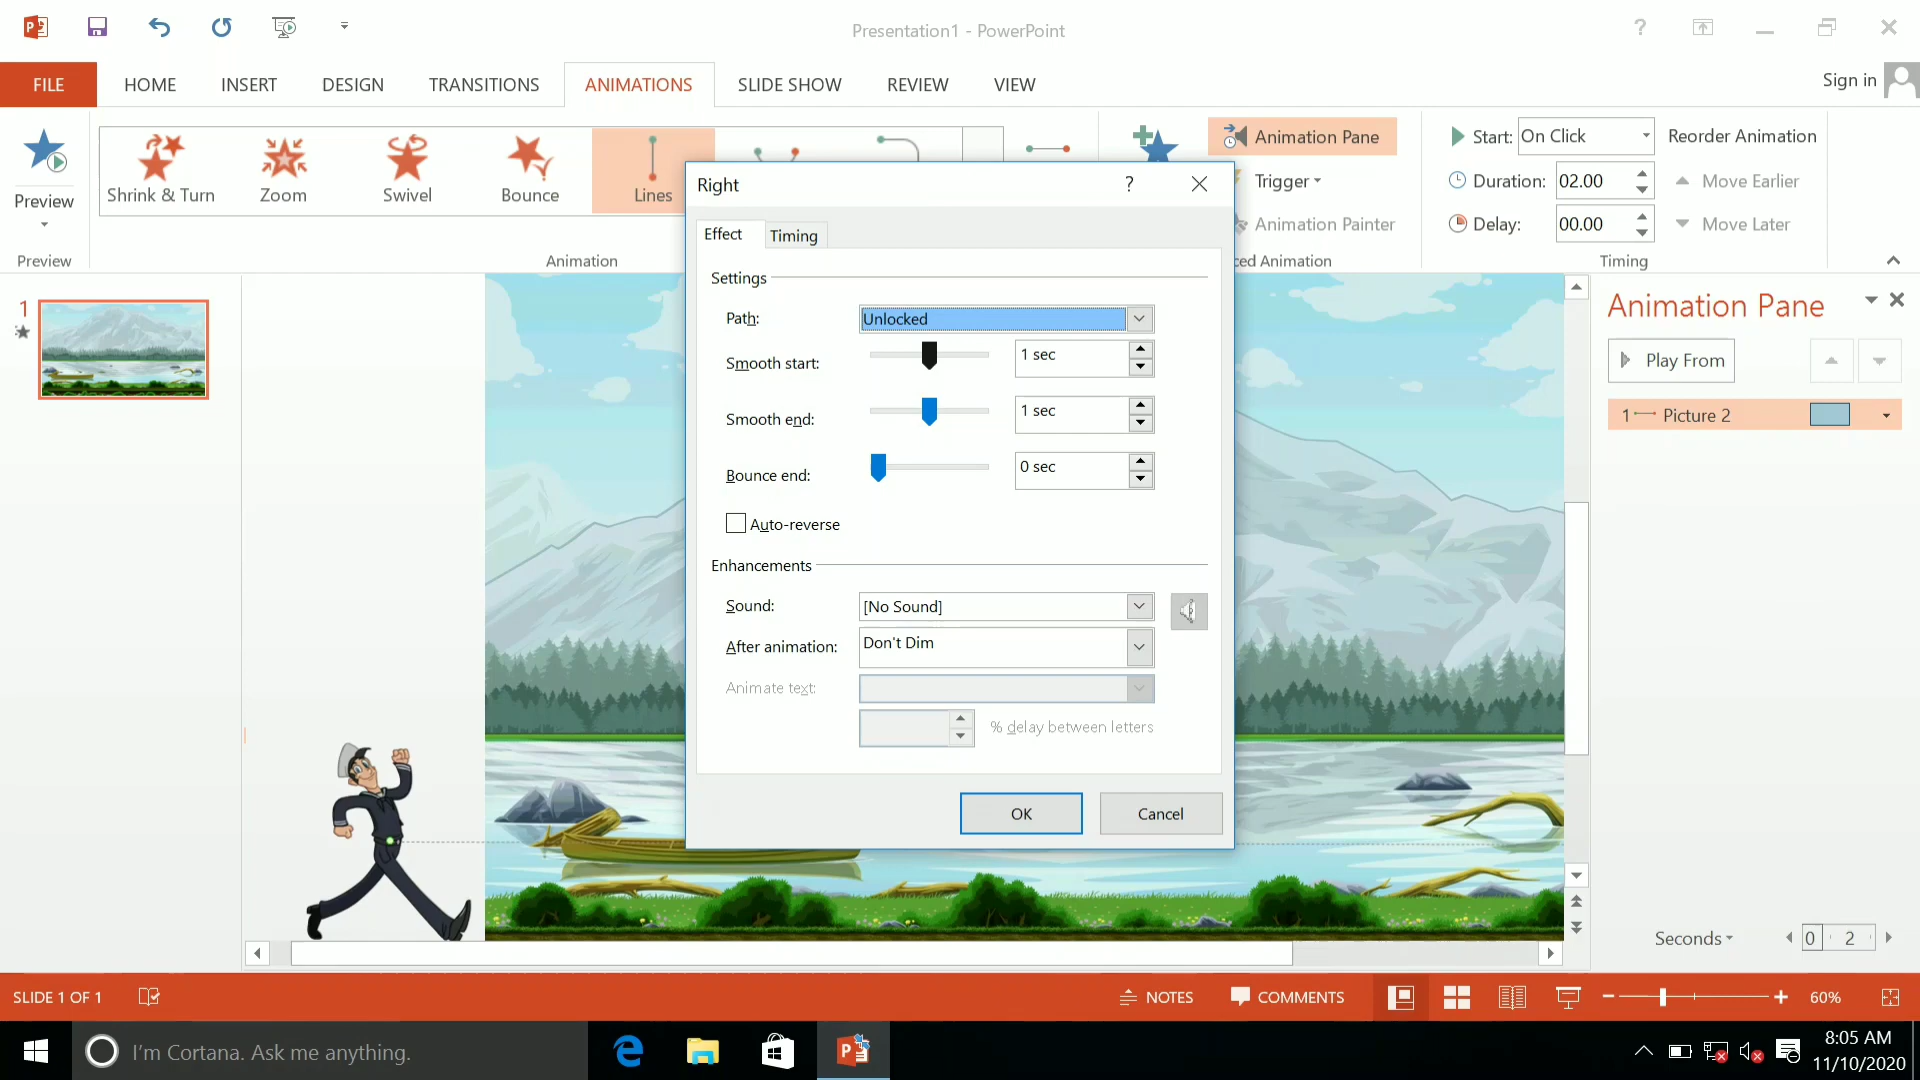 Presentation1 - PowerPoint
?
FILE
HOME
INSERT
DESIGN
TRANSITIONS
ANIMATIONS
SLIDE SHOW
REVIEW
VIEW
Sign in
Preview
Preview
Shrink & Turn
Zoom
Swivel
Bounce
Lines
Animation
Animation Pane
Trigger
Animation Painter
ced Animation
Start: On Click
Duration: 02.00
Delay: 00.00
Reorder Animation
Move Earlier
Move Later
Timing
1
Right
?
Effect
Timing
Settings
Path: Unlocked
Smooth start: 1 sec
Smooth end: 1 sec
Bounce end: 0 sec
Auto-reverse
Enhancements
Sound: [No Sound]
After animation: Don't Dim
Animate text:
% delay between letters
OK
Cancel
Animation Pane
Play From
1 Picture 2
Seconds
0 2
SLIDE 1 OF 1
NOTES
COMMENTS
60%
I'm Cortana. Ask me anything.
8:05 AM
11/10/2020